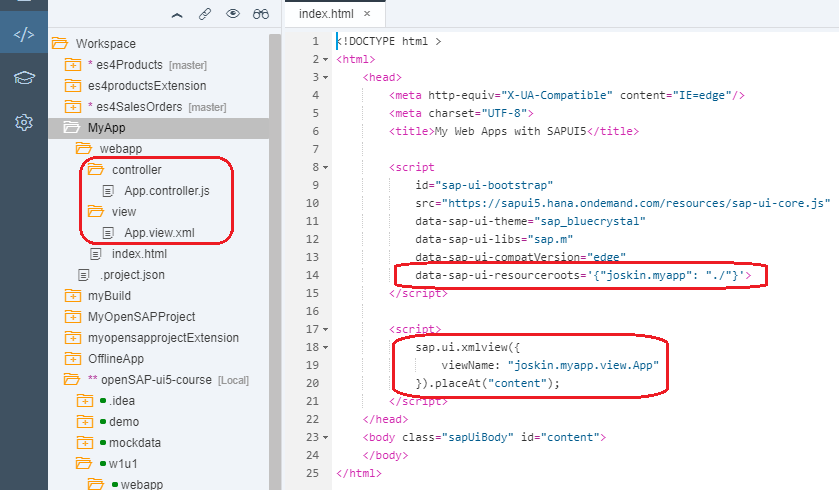 </>
Workspace
* es4Products [master]
es4productsExtension
* es4SalesOrders [master]
MyApp
webapp
controller
App.controller.js
view
App.view.xml
index.html
.project.json
myBuild
MyOpenSAPProject
myopensapprojectExtension
OfflineApp
** openSAP-ui5-course [Local]
.idea
demo
mockdata
w1u1
webapp
index.html ×
1 <!DOCTYPE html >
2 <html>
3 <head>
4 <meta http-equiv="X-UA-Compatible" content="IE=edge"/>
5 <meta charset="UTF-8">
6 <title>My Web Apps with SAPUI5</title>
7
8 <script
9 id="sap-ui-bootstrap"
10 src="https://sapui5.hana.ondemand.com/resources/sap-ui-core.js"
11 data-sap-ui-theme="sap_bluecrystal"
12 data-sap-ui-libs="sap.m"
13 data-sap-ui-compatVersion="edge"
14 data-sap-ui-resourceroots='{"joskin.myapp": "./"}'>
15 </script>
16
17 <script>
18 sap.ui.xmlview({
19 viewName: "joskin.myapp.view.App"
20 }).placeAt("content");
21 </script>
22 </head>
23 <body class="sapUiBody" id="content">
24 </body>
25 </html>